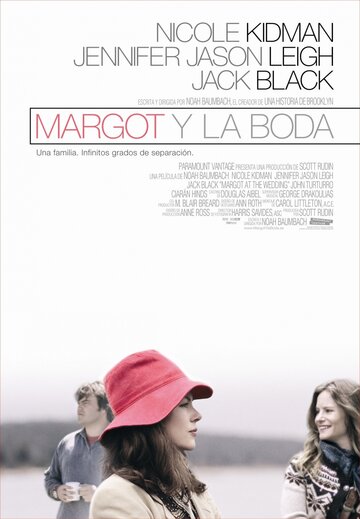 NICOLE KIDMAN
JENNIFER JASON LEIGH
JACK BLACK
ESCRITA Y DIRIGIDA POR NOAH BAUMBACH, EL CREADOR DE UNA HISTORIA DE BROOKLYN
MARGOT Y LA BODA
Una familia. Infinitos grados de separación.
PARAMOUNT VANTAGE PRESENTA UNA PRODUCCIÓN DE SCOTT RUDIN
UNA PELÍCULA DE NOAH BAUMBACH NICOLE KIDMAN JENNIFER JASON LEIGH
JACK BLACK "MARGOT AT THE WEDDING" JOHN TURTURRO
CIARÁN HINDS DOUGLAS AIBEL GEORGE DRAKOULIAS
M. BLAIR BREARD ANN ROTH CAROL LITTLETON, A.C.E.
ANNE ROSS HARRIS SAVIDES, ASC SCOTT RUDIN
NOAH BAUMBACH